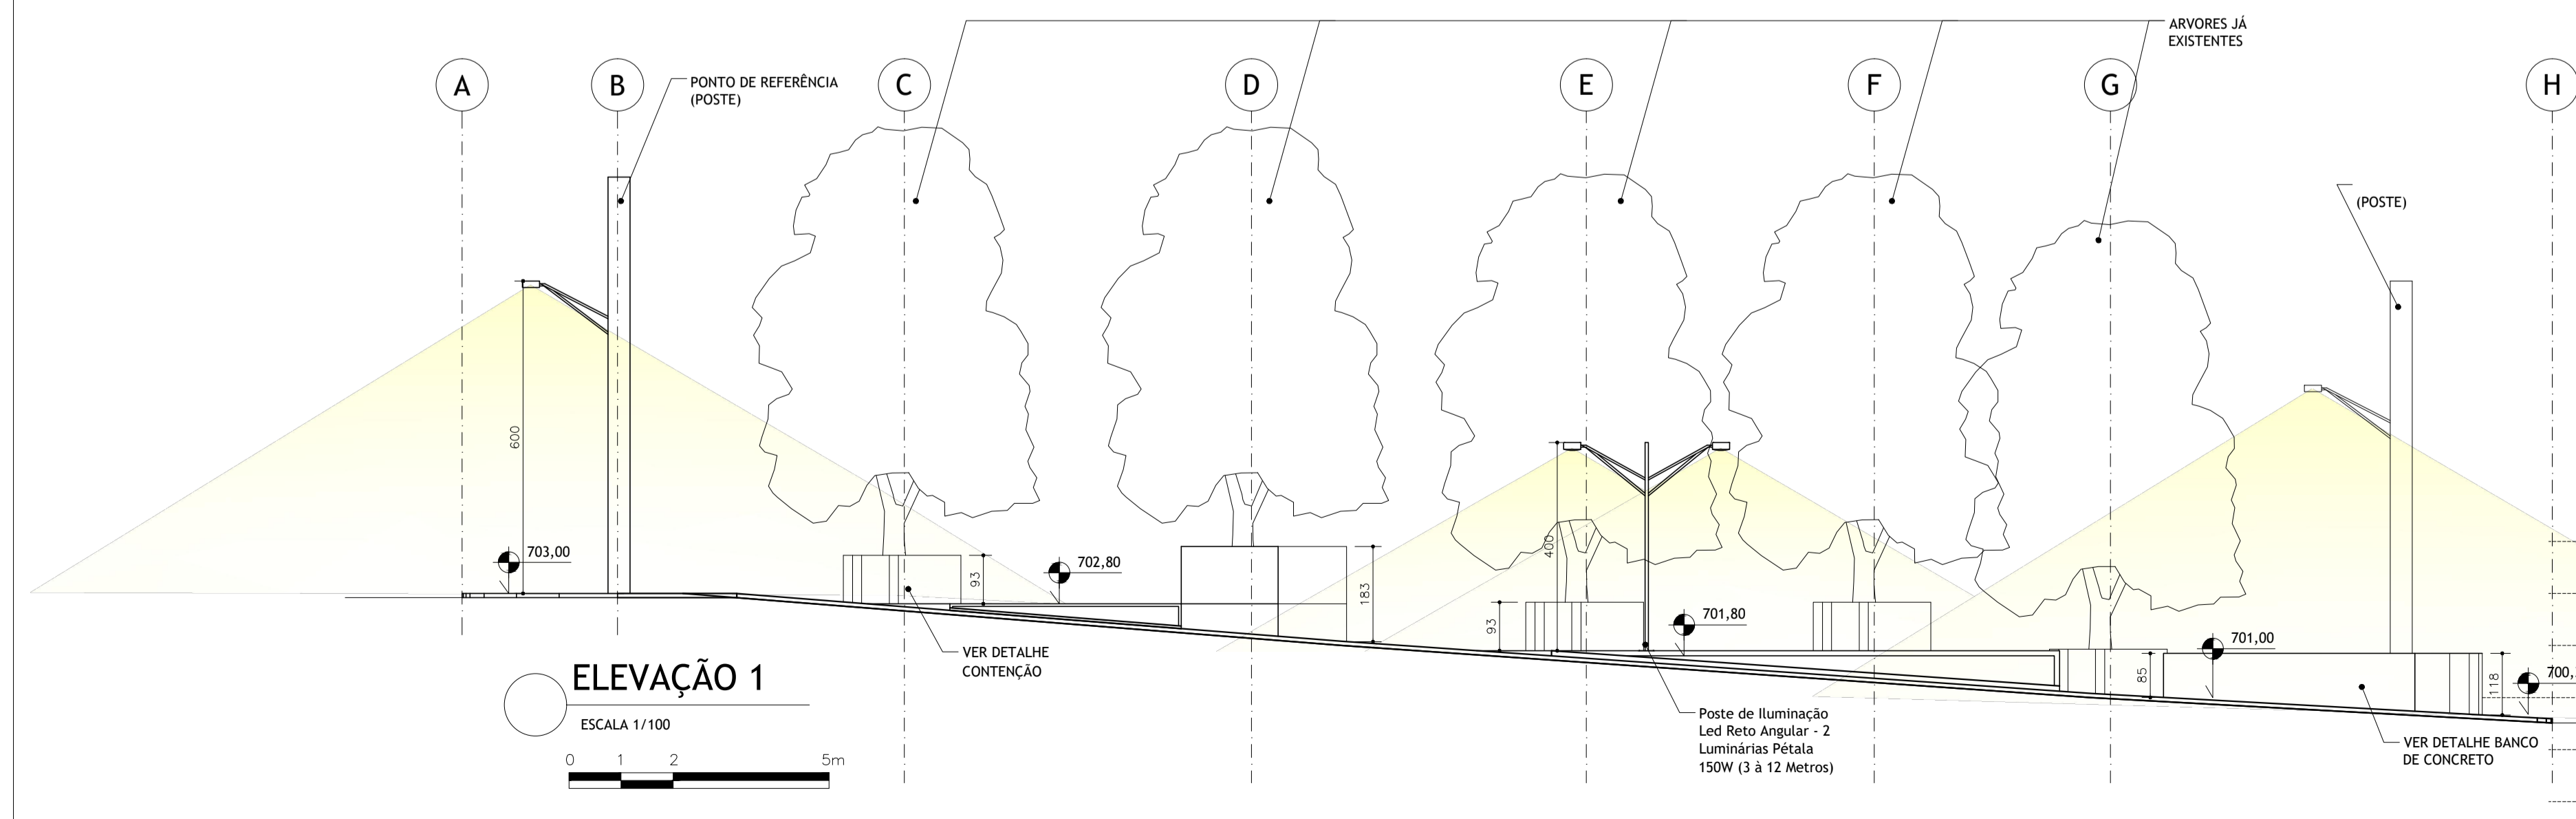 ARVORES JÁ
EXISTENTES
A
B
C
D
E
F
G
H
PONTO DE REFERÊNCIA
(POSTE)
(POSTE)
600
400
703,00
702,80
93
183
93
701,80
701,00
85
118
700,
VER DETALHE
CONTENÇÃO
ELEVAÇÃO 1
ESCALA 1/100
0 1 2 5m
Poste de Iluminação
Led Reto Angular - 2
Luminárias Pétala
150W (3 à 12 Metros)
VER DETALHE BANCO
DE CONCRETO